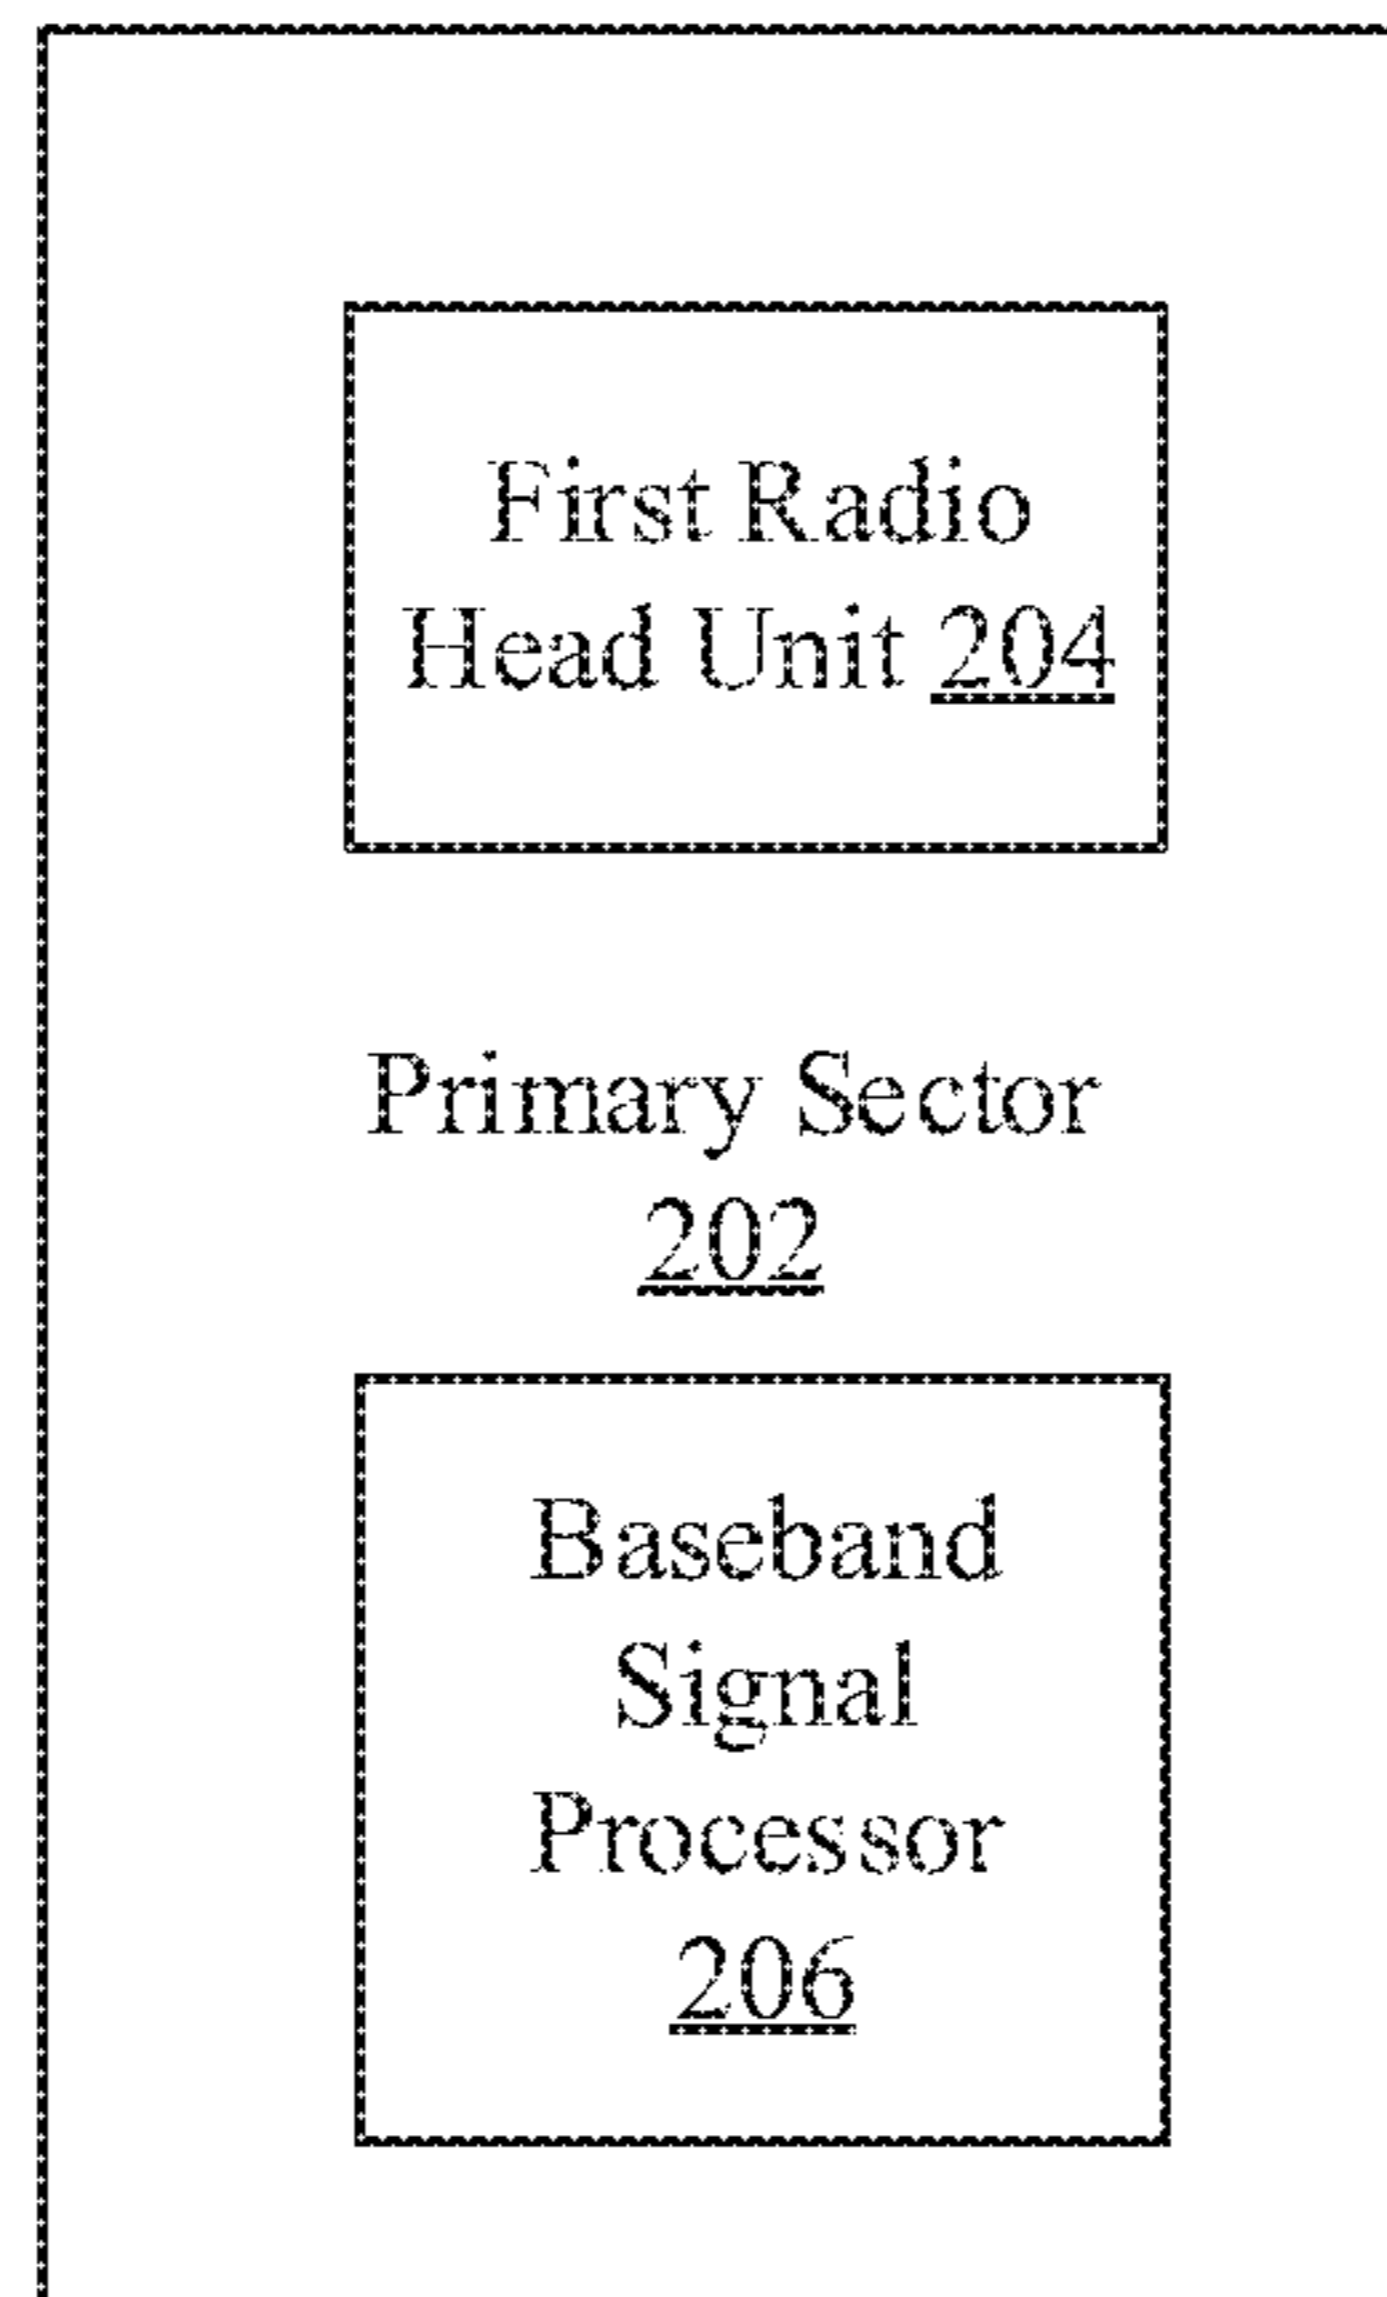 First Radio
Head Unit 204
Primary Sector
202
Baseband
Signal
Processor
206